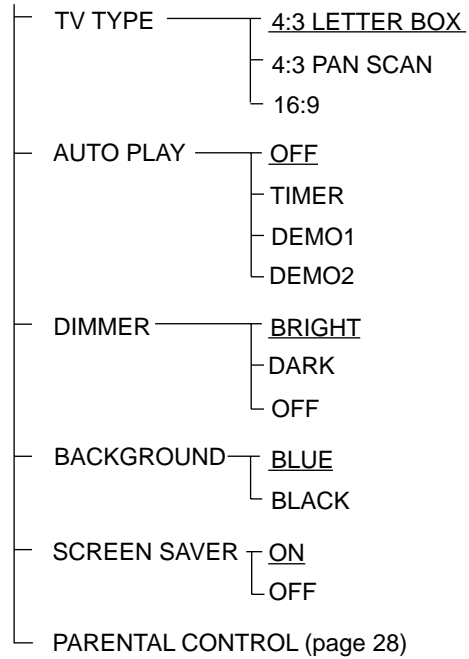 TV TYPE 4:3 LETTER BOX
4:3 PAN SCAN
16:9
AUTO PLAY OFF
TIMER
DEMO1
DEMO2
DIMMER BRIGHT
DARK
OFF
BACKGROUND BLUE
BLACK
SCREEN SAVER ON
OFF
PARENTAL CONTROL (page 28)